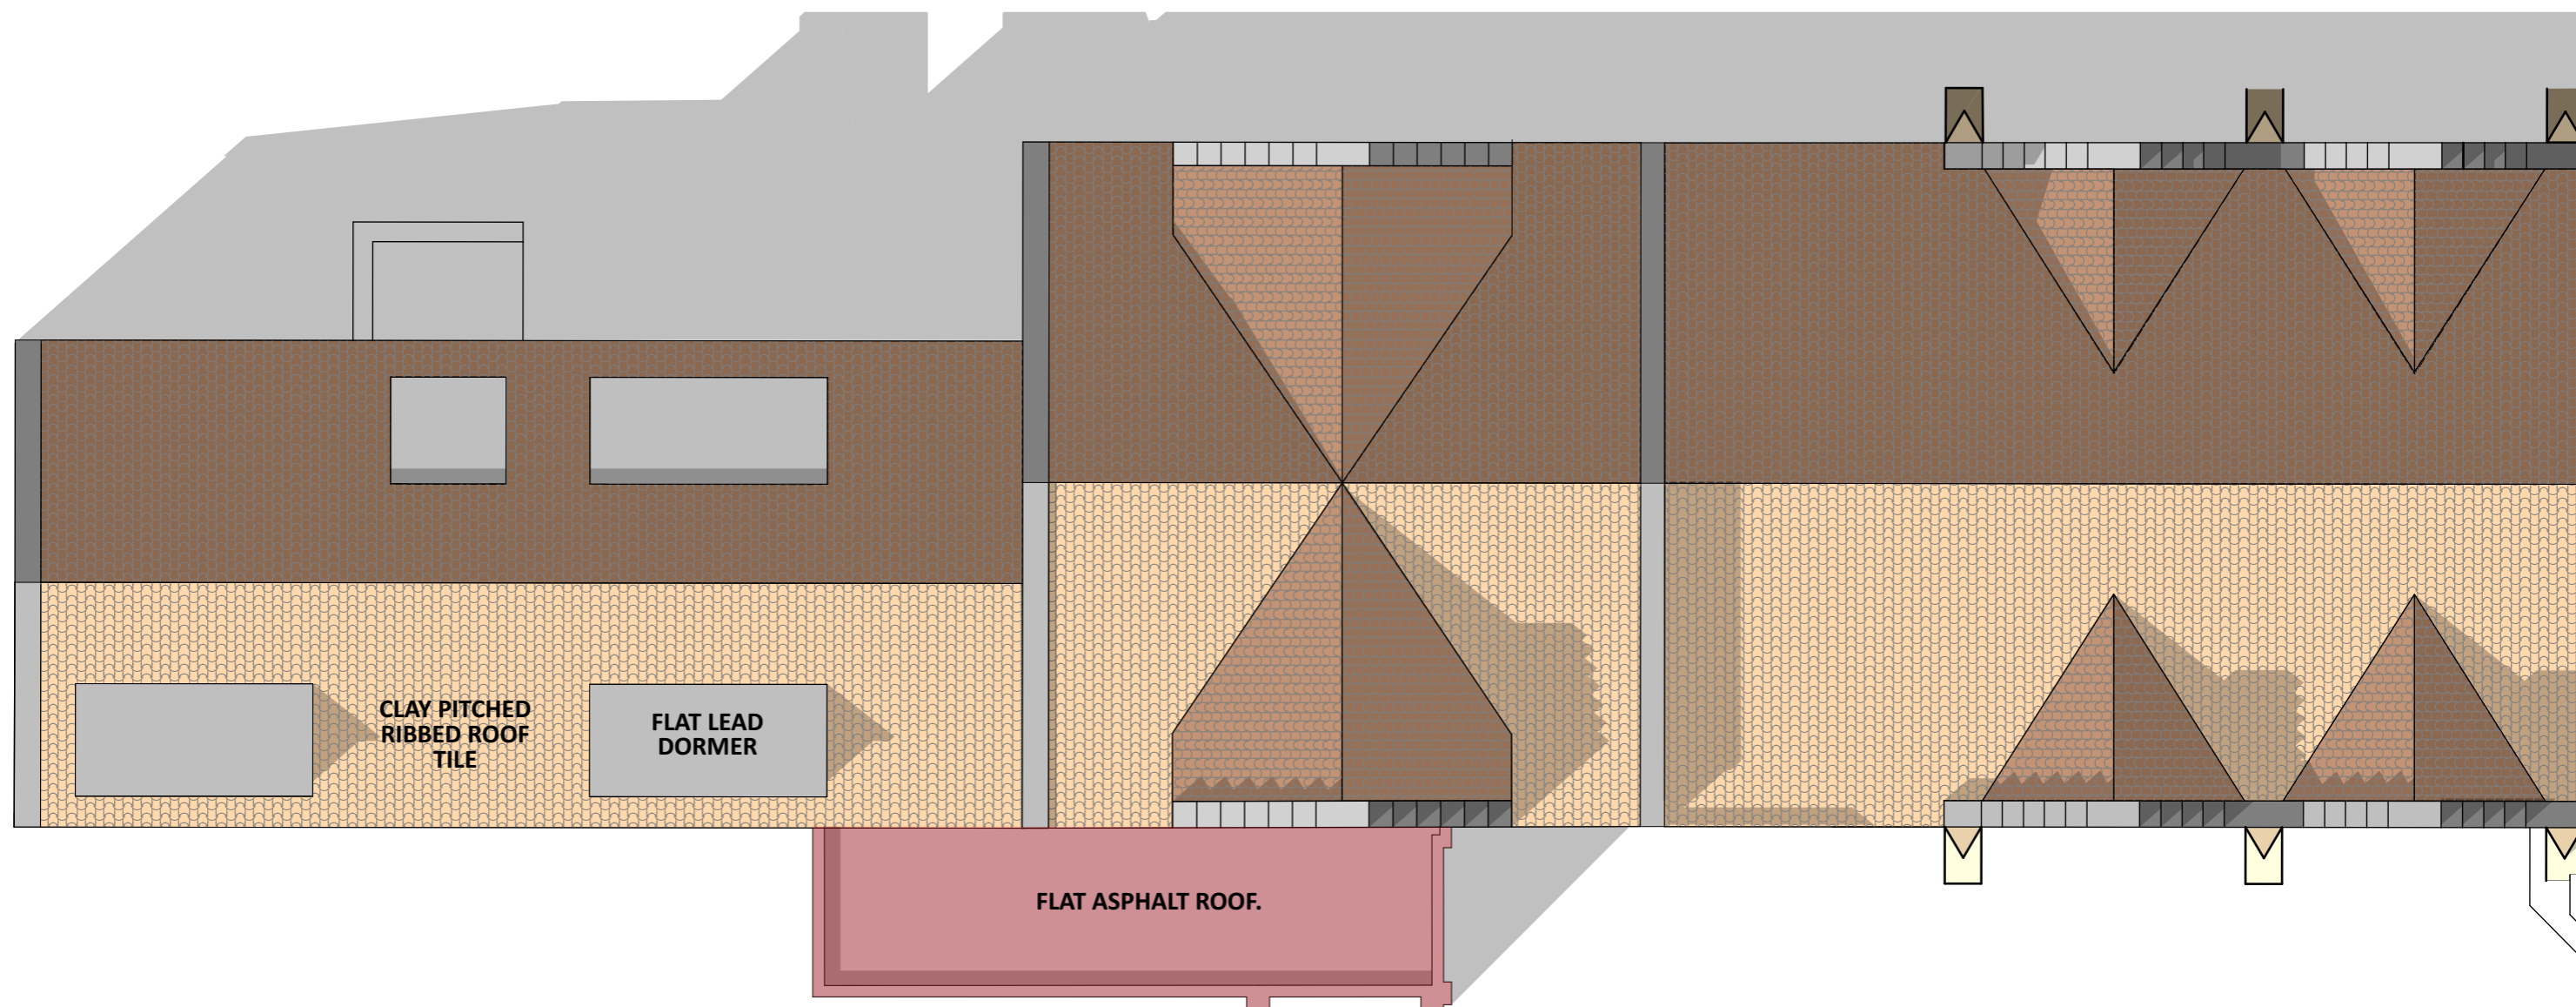 CLAY PITCHED
RIBBED ROOF
TILE
FLAT LEAD
DORMER
FLAT ASPHALT ROOF.